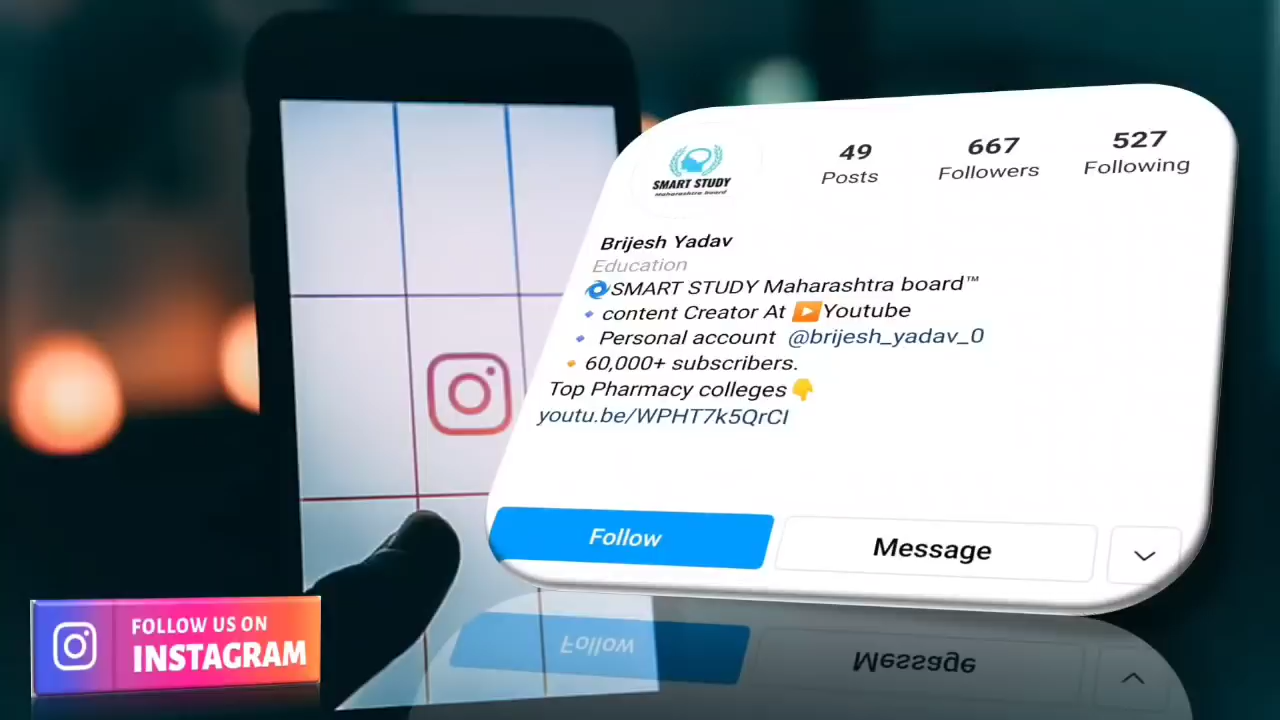 SMART STUDY
Maharashtra Board
49
Posts
667
Followers
527
Following
Brijesh Yadav
Education
SMART STUDY Maharashtra board™
content Creator At ▶️Youtube
Personal account @brijesh_yadav_0
60,000+ subscribers.
Top Pharmacy colleges👇
youtu.be/WPHT7k5QrCI
Follow
Message
FOLLOW US ON
INSTAGRAM
Follow
Message